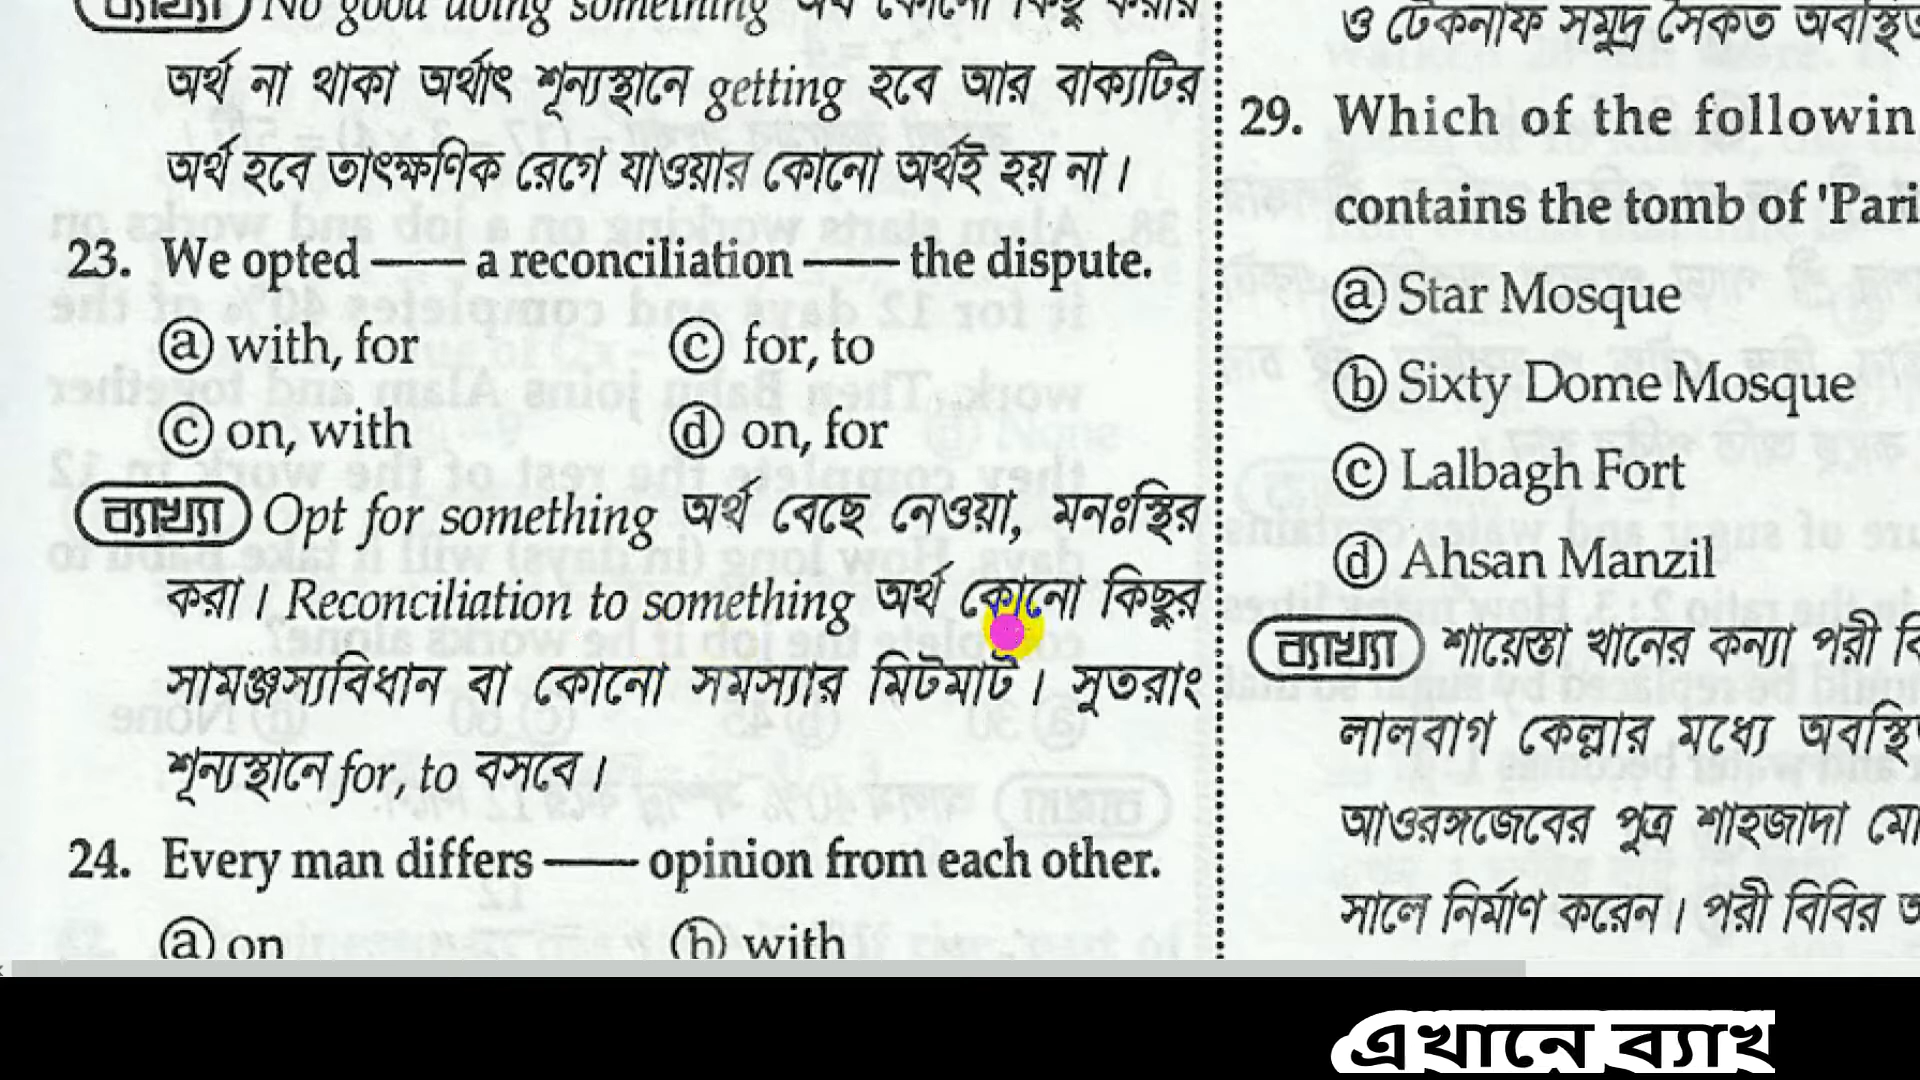 ব্যাখ্যা No good doing something অর্থ কোনো কিছু করার
অর্থ না থাকা অর্থাৎ শূন্যস্থানে getting হবে আর বাক্যটির
অর্থ হবে তাৎক্ষণিক রেগে যাওয়ার কোনো অর্থই হয় না।
23. We opted —— a reconciliation —— the dispute.
ⓐ with, for ⓒ for, to
ⓒ on, with ⓓ on, for
ব্যাখ্যা Opt for something অর্থ বেছে নেওয়া, মনঃস্থির
করা। Reconciliation to something অর্থ কোনো কিছুর
সামঞ্জস্যবিধান বা কোনো সমস্যার মিটমাট। সুতরাং
শূন্যস্থানে for, to বসবে।
24. Every man differs —— opinion from each other.
ⓐ on ⓑ with
ও টেকনাফ সমুদ্র সৈকত
29. Which of the followin
contains the tomb of 'Pari
ⓐ Star Mosque
ⓑ Sixty Dome Mosque
ⓒ Lalbagh Fort
ⓓ Ahsan Manzil
ব্যাখ্যা শায়েস্তা খানের কন্যা পরী
লালবাগ কেল্লার মধ্যে
আওরঙ্গজেবের পুত্র শাহজাদা
সালে নির্মাণ করেন। পরী বিবির
এখানে ব্যাখ